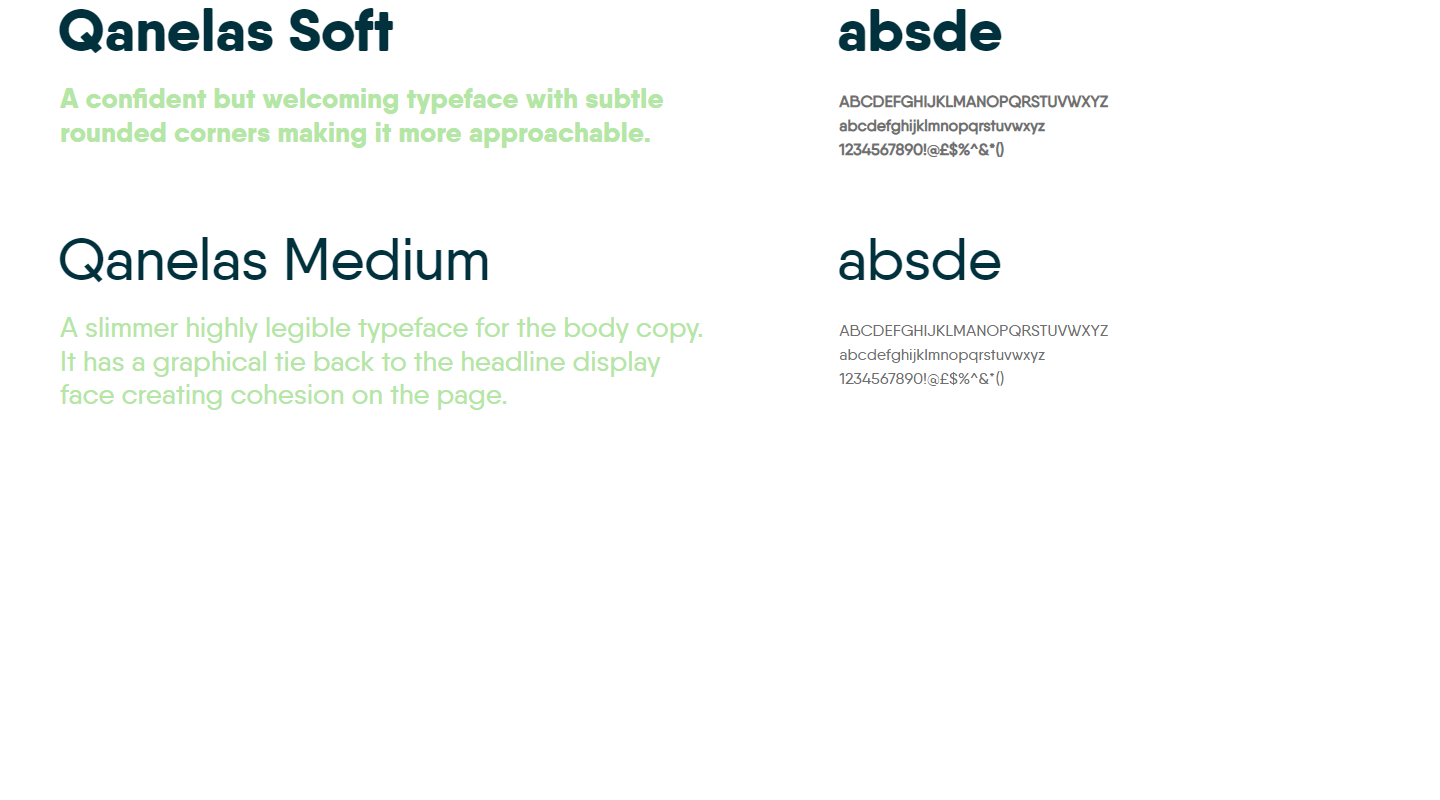 Qanelas Soft
A confident but welcoming typeface with subtle
rounded corners making it more approachable.
absde
ABCDEFGHIJKLMANOPQRSTUVWXYZ
abcdefghijklmnopqrstuvwxyz
1234567890!@£$%^&*()
Qanelas Medium
A slimmer highly legible typeface for the body copy.
It has a graphical tie back to the headline display
face creating cohesion on the page.
absde
ABCDEFGHIJKLMANOPQRSTUVWXYZ
abcdefghijklmnopqrstuvwxyz
1234567890!@£$%^&*()